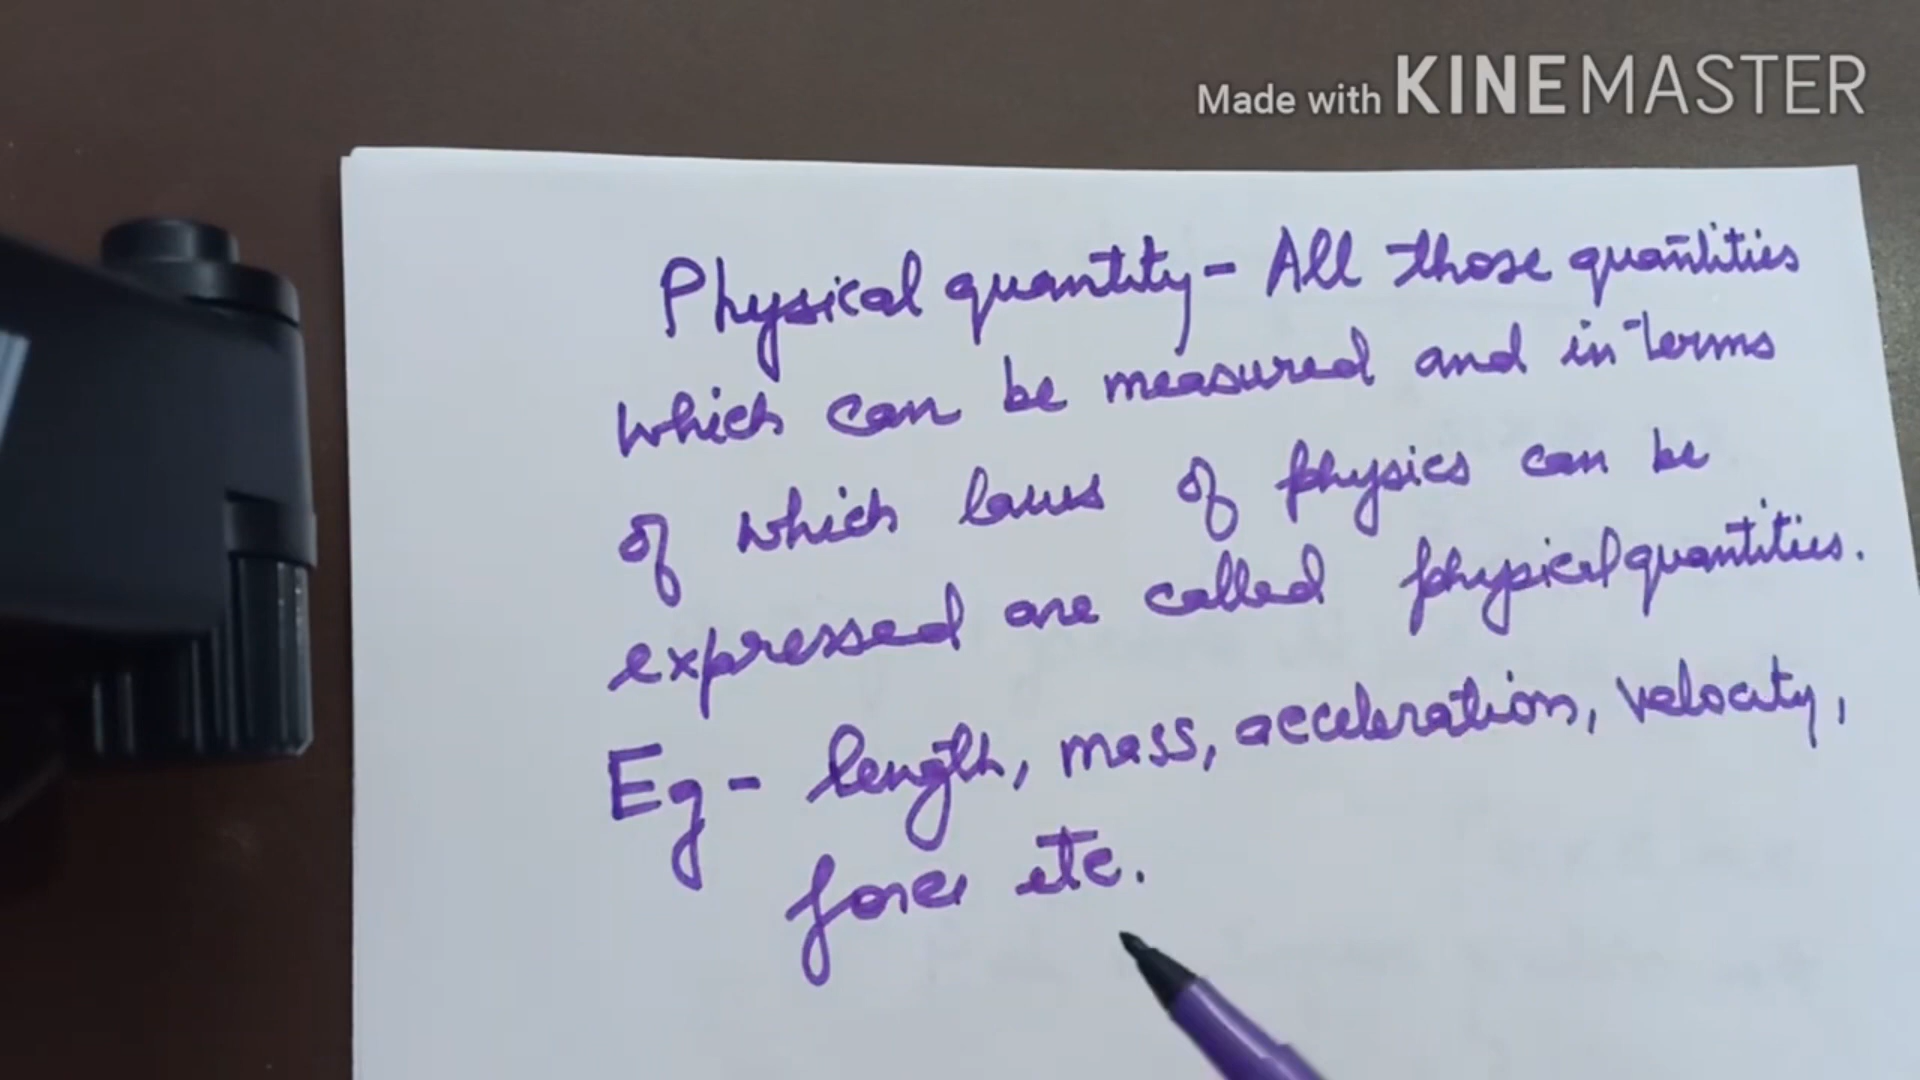 Made with KINEMASTER
Physical quantity - All those quantities
which can be measured and in terms
of which laws of physics can be
expressed are called physical quantities.
Eg - length, mass, acceleration, velocity,
force etc.